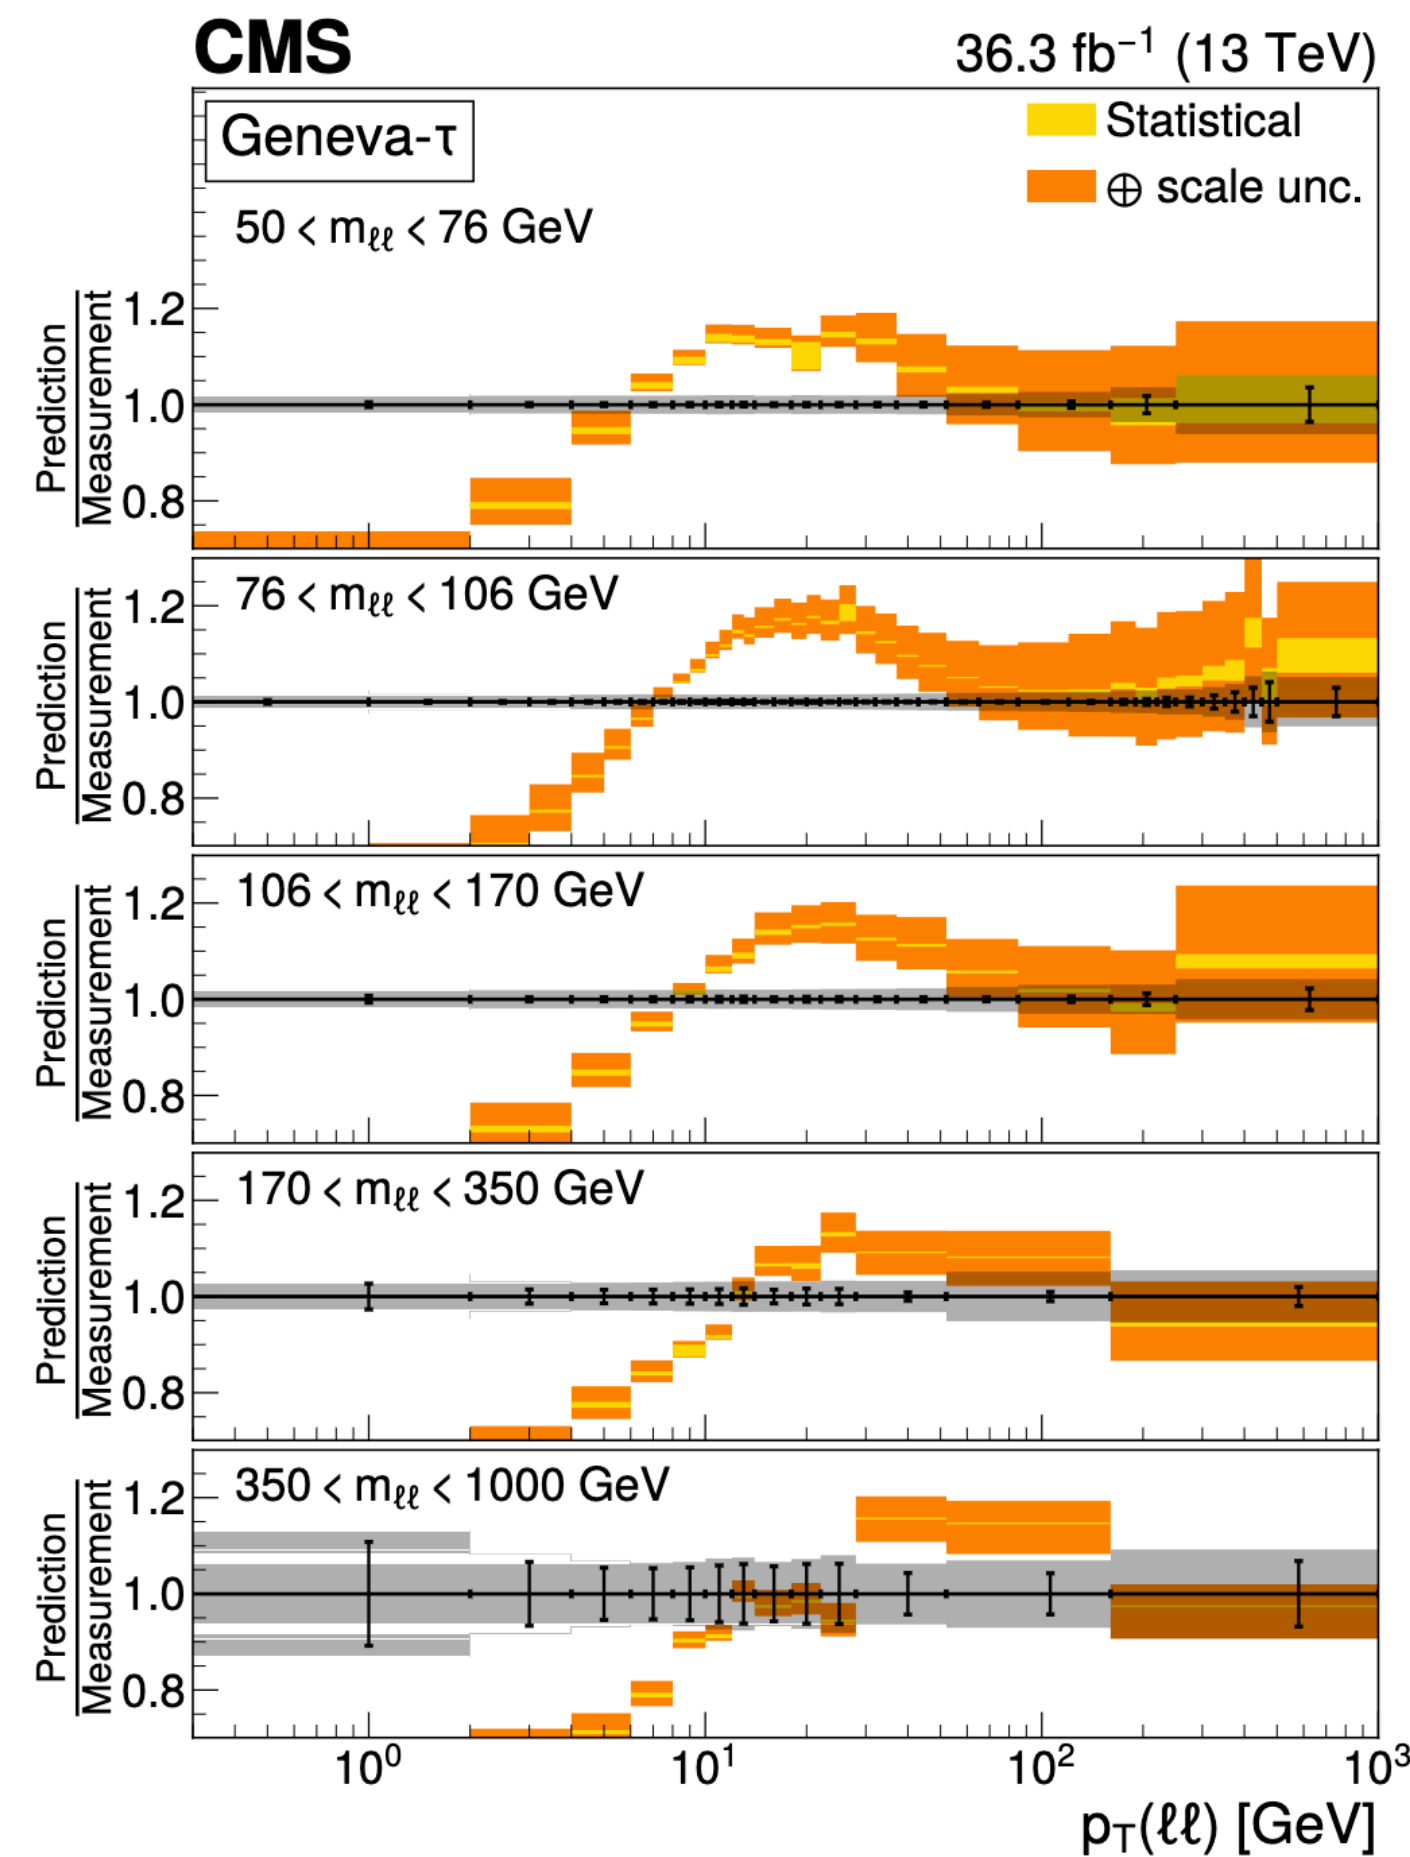 CMS
36.3 fb⁻¹ (13 TeV)
Geneva-τ
Statistical
⊕ scale unc.
50 < mℓℓ < 76 GeV
Prediction
Measurement
1.2
1.0
0.8
76 < mℓℓ < 106 GeV
Prediction
Measurement
1.2
1.0
0.8
106 < mℓℓ < 170 GeV
Prediction
Measurement
1.2
1.0
0.8
170 < mℓℓ < 350 GeV
Prediction
Measurement
1.2
1.0
0.8
350 < mℓℓ < 1000 GeV
Prediction
Measurement
1.2
1.0
0.8
10⁰ 10¹ 10² 10³
p_T(ℓℓ) [GeV]